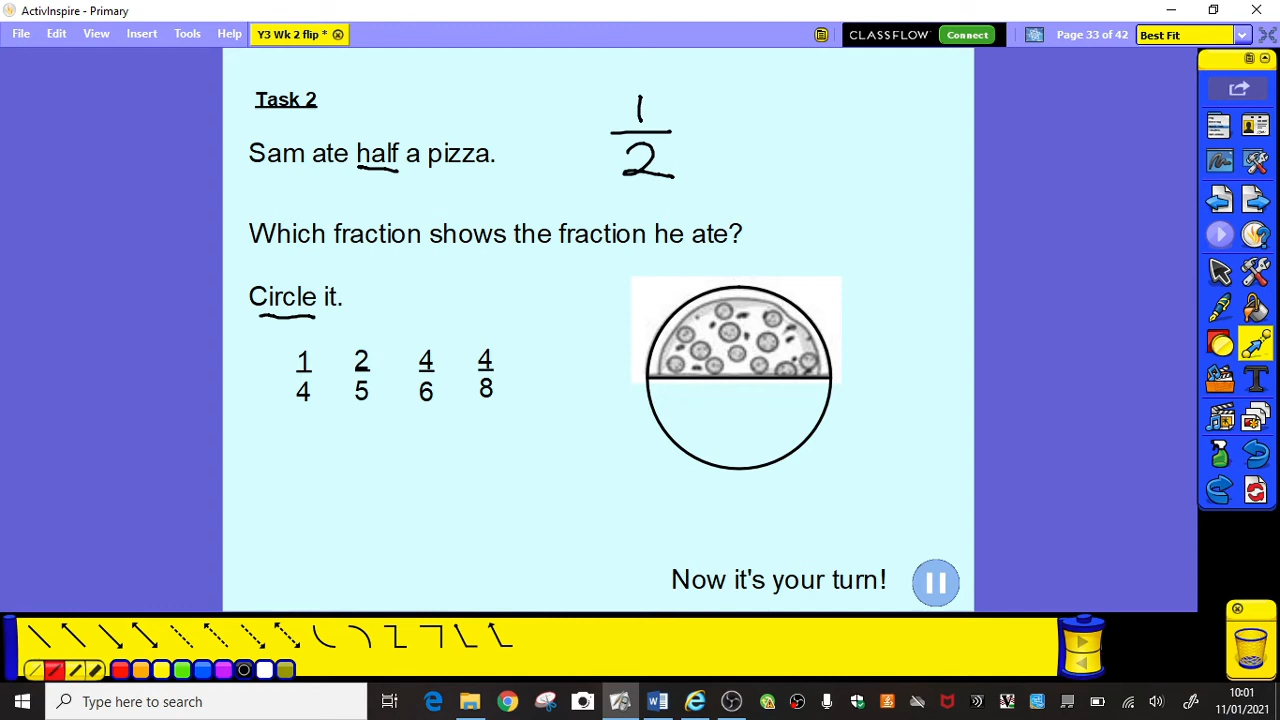 ActivInspire - Primary
File Edit View Insert Tools Help Y3 Wk 2 flip * CLASSFLOW Connect Page 33 of 42 Best Fit
Task 2
1
2
Sam ate half a pizza.
Which fraction shows the fraction he ate?
Circle it.
1 2 4 4
4 5 6 8
Now it's your turn!
Type here to search
10:01
11/01/2021